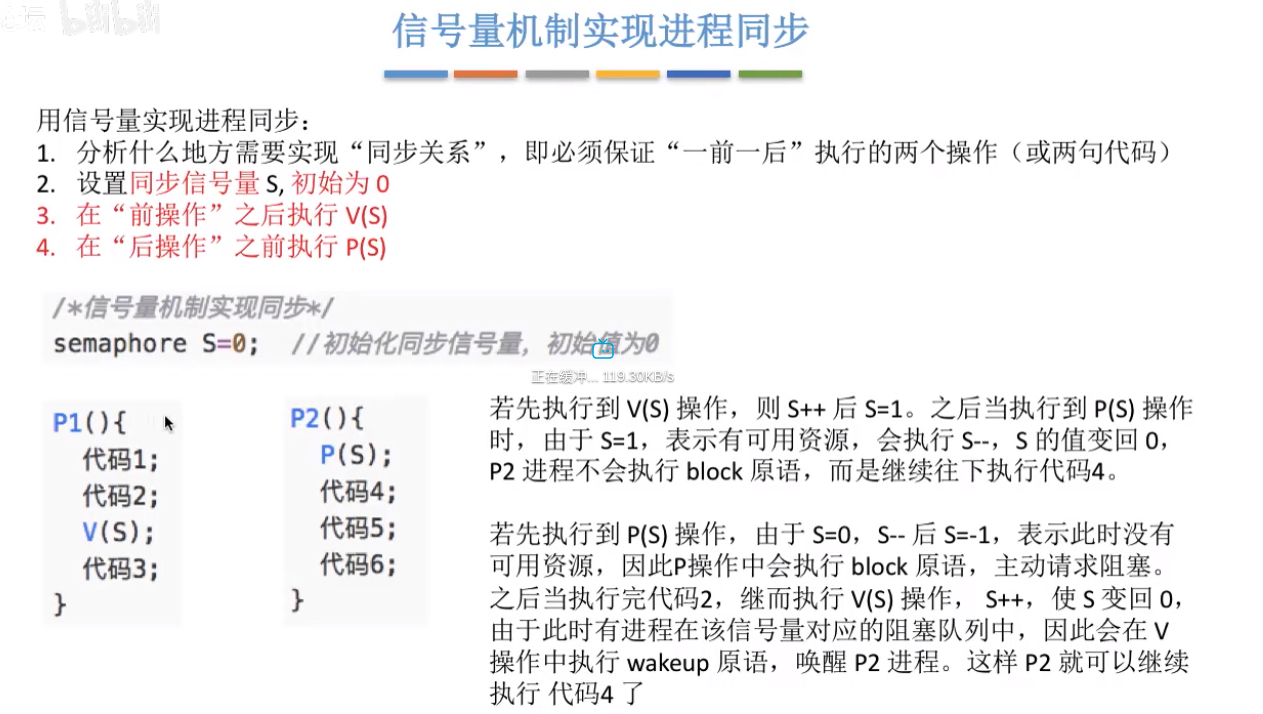 bilibili
信号量机制实现进程同步
用信号量实现进程同步：
1. 分析什么地方需要实现“同步关系”，即必须保证“一前一后”执行的两个操作（或两句代码）
2. 设置同步信号量 S, 初始为 0
3. 在“前操作”之后执行 V(S)
4. 在“后操作”之前执行 P(S)
/*信号量机制实现同步*/
semaphore S=0; //初始化同步信号量，初始值为0
正在缓冲... 119.30KB/s
P1(){
代码1;
代码2;
V(S);
代码3;
}
P2(){
P(S);
代码4;
代码5;
代码6;
}
若先执行到 V(S) 操作，则 S++ 后 S=1。之后当执行到 P(S) 操作
时，由于 S=1，表示有可用资源，会执行 S--，S 的值变回 0，
P2 进程不会执行 block 原语，而是继续往下执行代码4。
若先执行到 P(S) 操作，由于 S=0，S-- 后 S=-1，表示此时没有
可用资源，因此P操作中会执行 block 原语，主动请求阻塞。
之后当执行完代码2，继而执行 V(S) 操作， S++，使 S 变回 0，
由于此时有进程在该信号量对应的阻塞队列中，因此会在 V
操作中执行 wakeup 原语，唤醒 P2 进程。这样 P2 就可以继续
执行 代码4 了